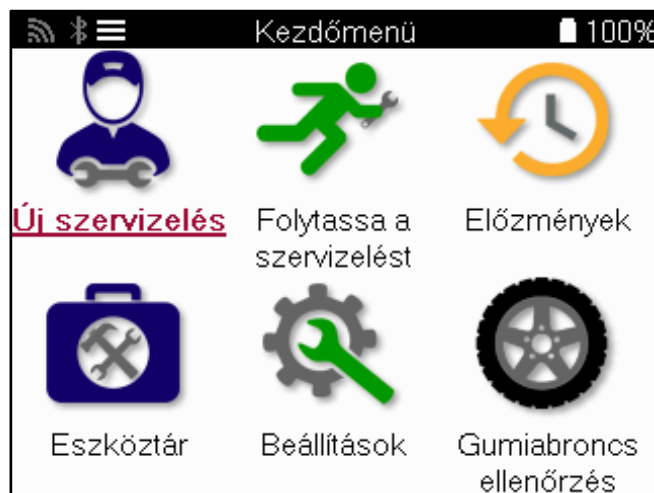 Kezdőmenü 100%
Új szervizelés
Folytassa a
szervizelést
Előzmények
Eszköztár
Beállítások
Gumiabroncs
ellenőrzés